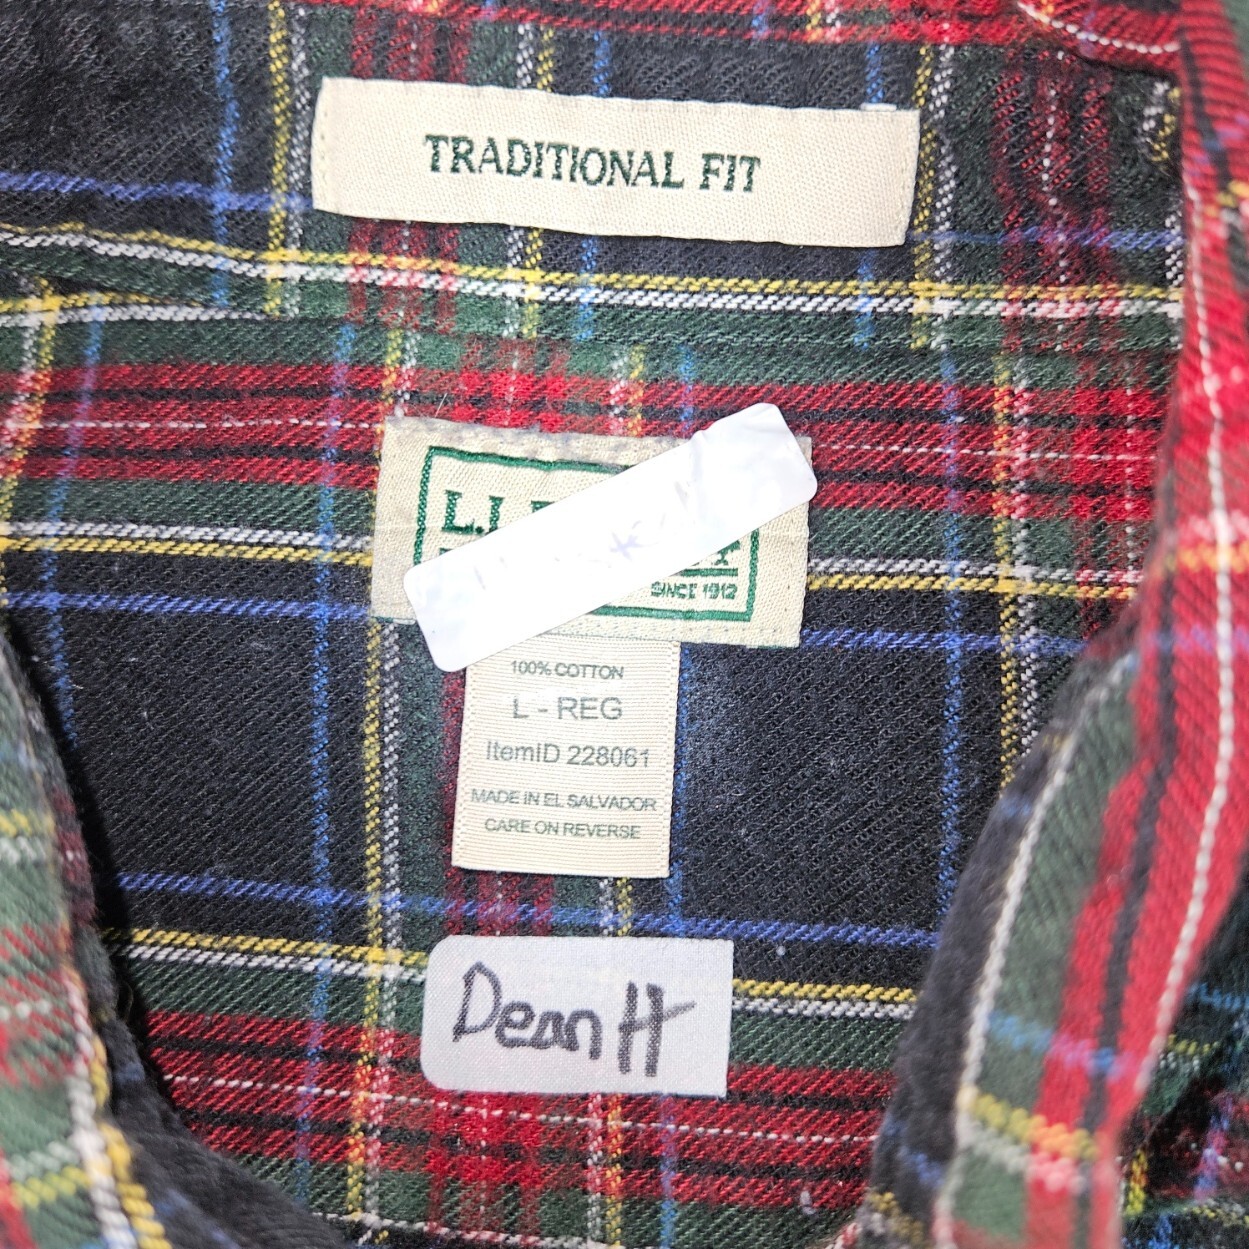 TRADITIONAL FIT
L.L.
SINCE 1912
100% COTTON
L - REG
ItemID 228061
MADE IN EL SALVADOR
CARE ON REVERSE
Dean H